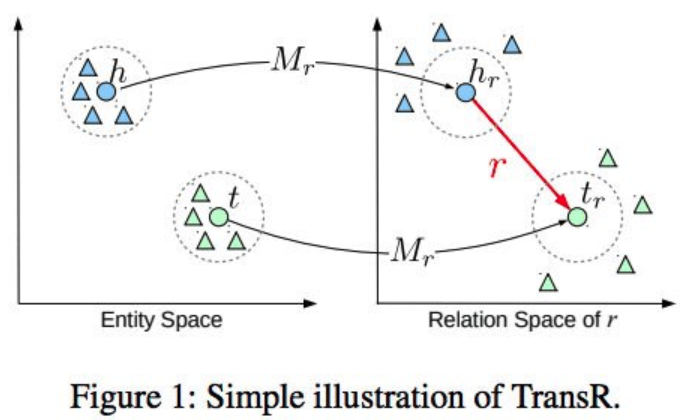 h
M_r
h_r
r
t
t_r
M_r
Entity Space
Relation Space of r
Figure 1: Simple illustration of TransR.